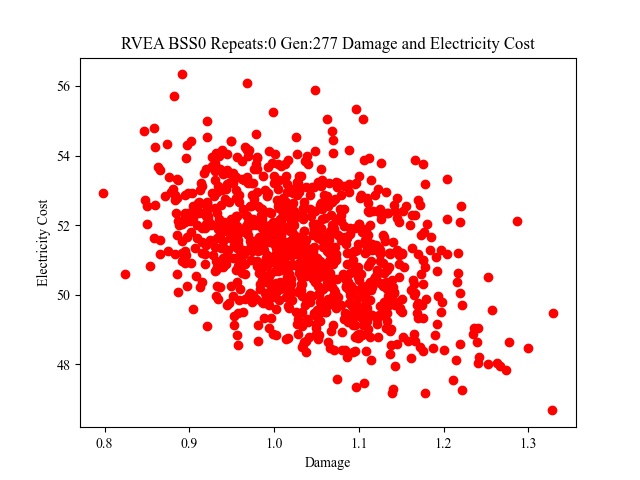 RVEA BSS0 Repeats:0 Gen:277 Damage and Electricity Cost
56
54
52
50
48
Electricity Cost
0.8 0.9 1.0 1.1 1.2 1.3
Damage